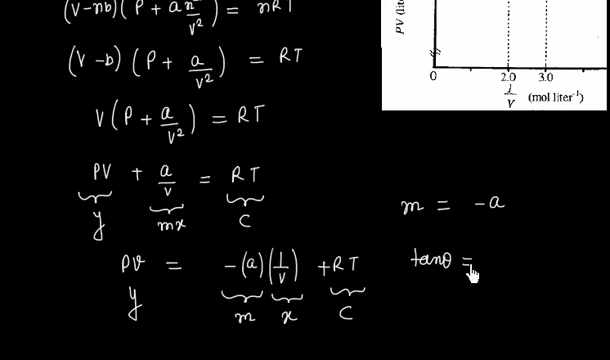 (V-nb)(P + an²/V²) = nRT
(V-b)(P + a/V²) = RT
V(P + a/V²) = RT
PV + a/V = RT
y mx c
PV = -(a)(1/V) + RT
y m x c
m = -a
tanθ =
PV (lite
0 2.0 3.0
1/V (mol liter⁻¹)